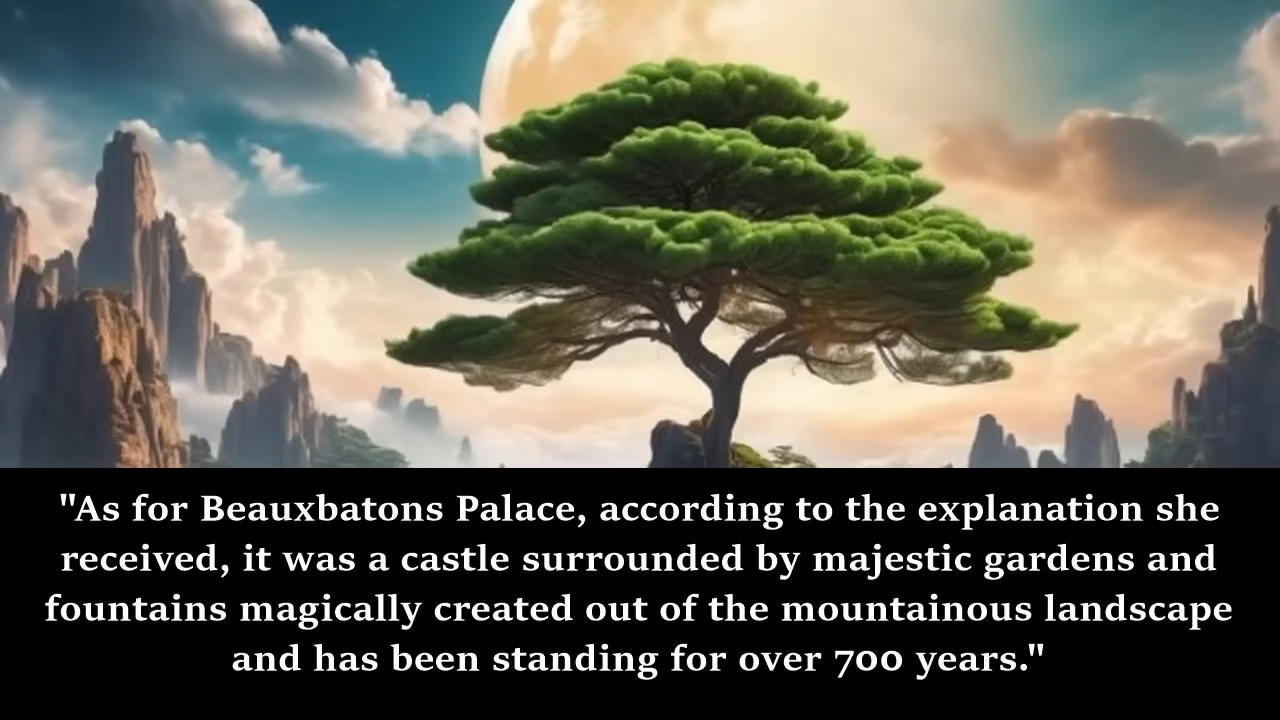 "As for Beauxbatons Palace, according to the explanation she
received, it was a castle surrounded by majestic gardens and
fountains magically created out of the mountainous landscape
and has been standing for over 700 years."